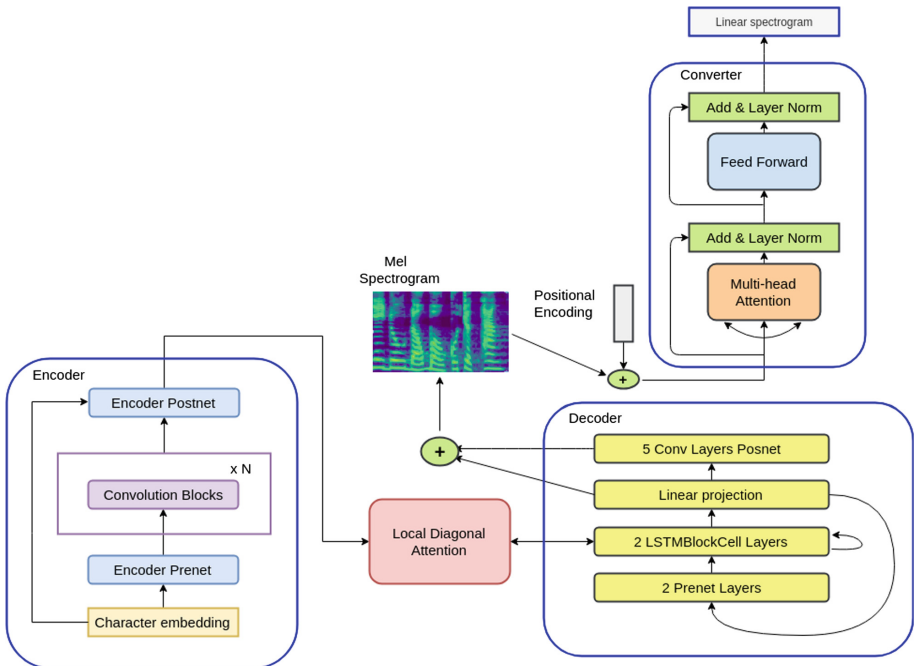 Linear spectrogram
Converter
Add & Layer Norm
Feed Forward
Add & Layer Norm
Multi-head
Attention
Mel
Spectrogram
Positional
Encoding
+
Encoder
Encoder Postnet
x N
Convolution Blocks
Encoder Prenet
Character embedding
+
Local Diagonal
Attention
Decoder
5 Conv Layers Posnet
Linear projection
2 LSTMBlockCell Layers
2 Prenet Layers